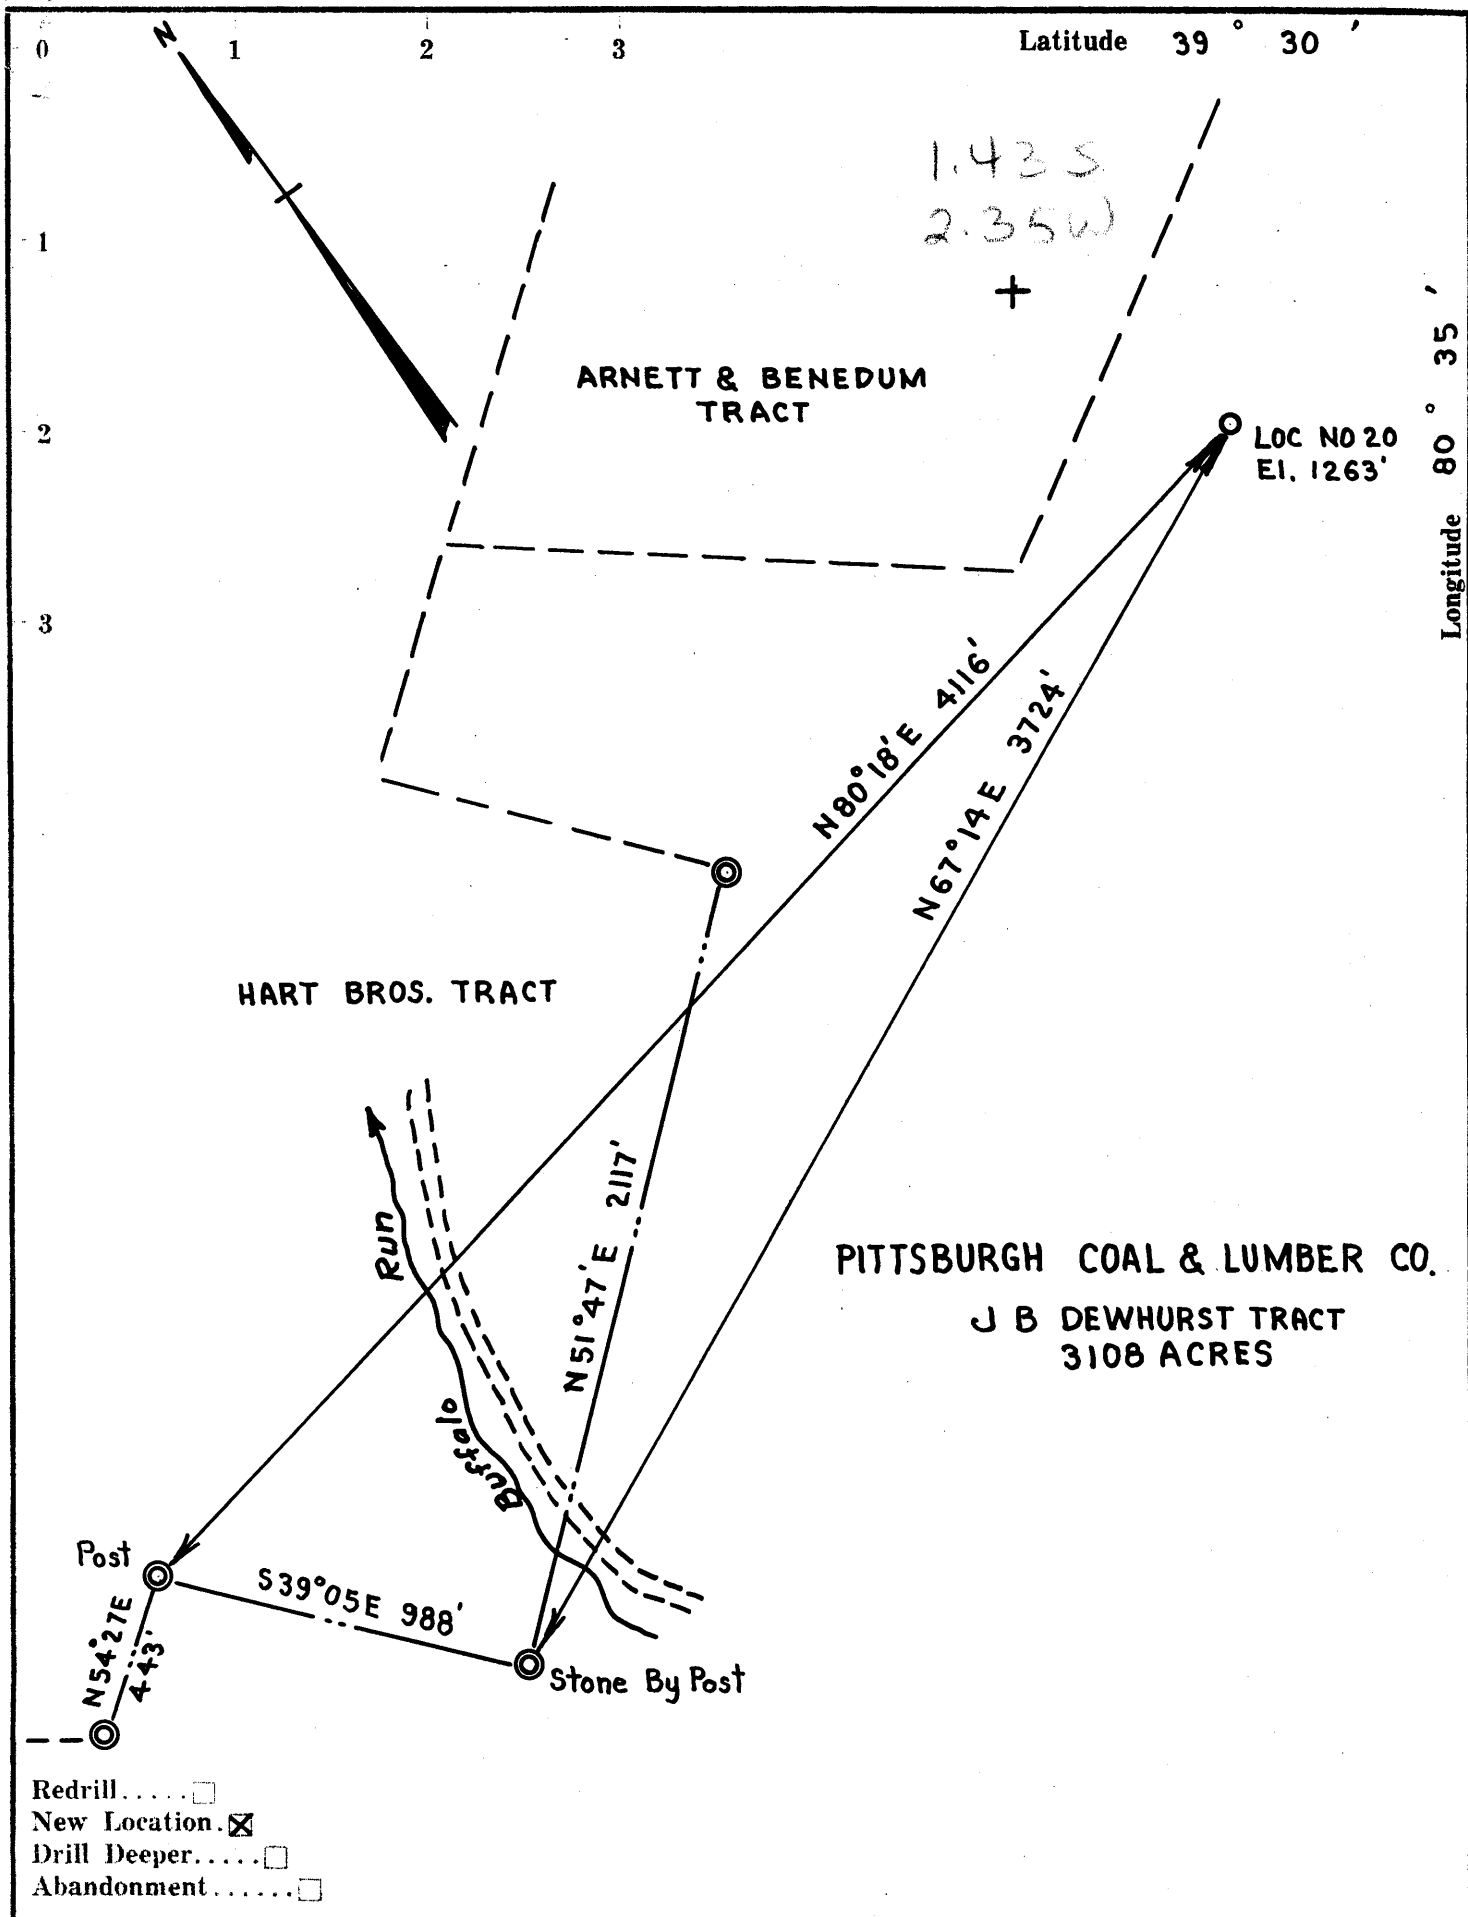 0 N 1 2 3 Latitude 39° 30'
1.43 S
2.35 W
1
2
3
Longitude 80° 35'
ARNETT & BENEDUM
TRACT
LOC NO 20
El. 1263'
N80°18'E 4116'
N67°14E 3724'
HART BROS. TRACT
N51°47'E 2117'
Buffalo Run
PITTSBURGH COAL & LUMBER CO.
J B DEWHURST TRACT
3108 ACRES
Post
S39°05E 988'
N54°27E
443'
Stone By Post
Redrill.....☐
New Location.☒
Drill Deeper.....☐
Abandonment......☐